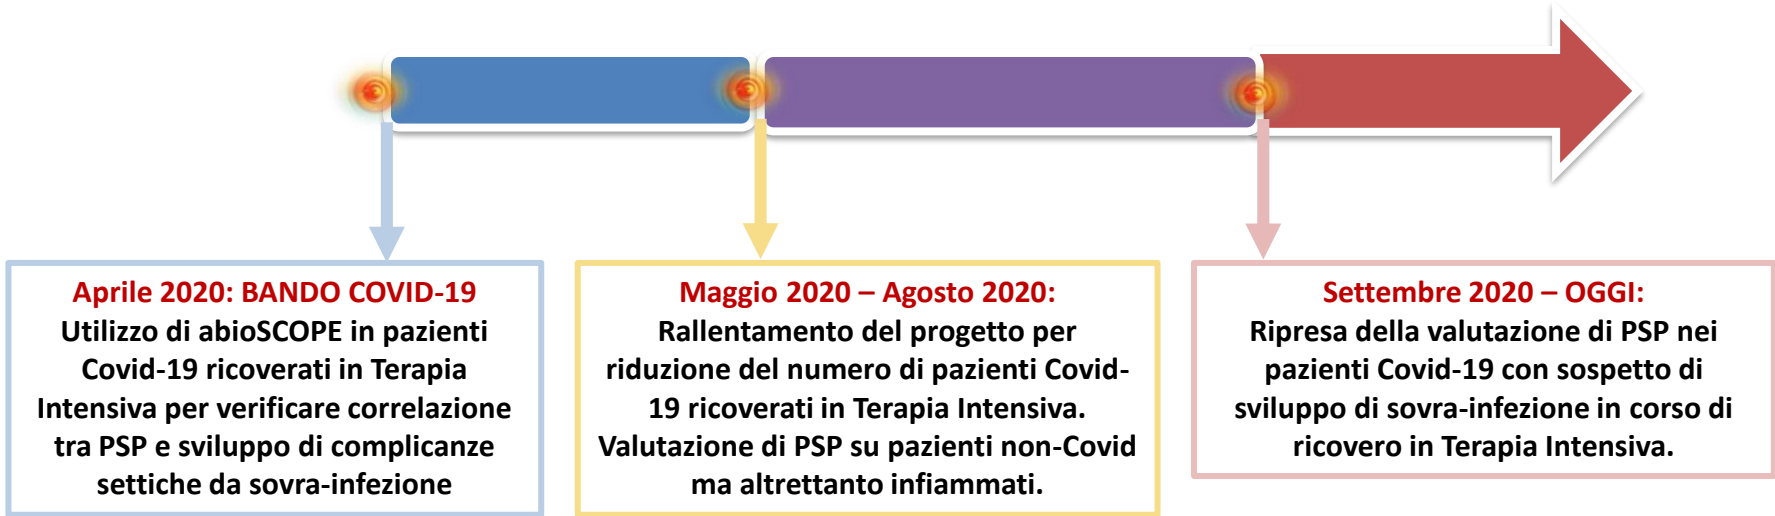 Aprile 2020: BANDO COVID-19
Utilizzo di abioSCOPE in pazienti
Covid-19 ricoverati in Terapia
Intensiva per verificare correlazione
tra PSP e sviluppo di complicanze
settiche da sovra-infezione
Maggio 2020 – Agosto 2020:
Rallentamento del progetto per
riduzione del numero di pazienti Covid-
19 ricoverati in Terapia Intensiva.
Valutazione di PSP su pazienti non-Covid
ma altrettanto infiammati.
Settembre 2020 – OGGI:
Ripresa della valutazione di PSP nei
pazienti Covid-19 con sospetto di
sviluppo di sovra-infezione in corso di
ricovero in Terapia Intensiva.